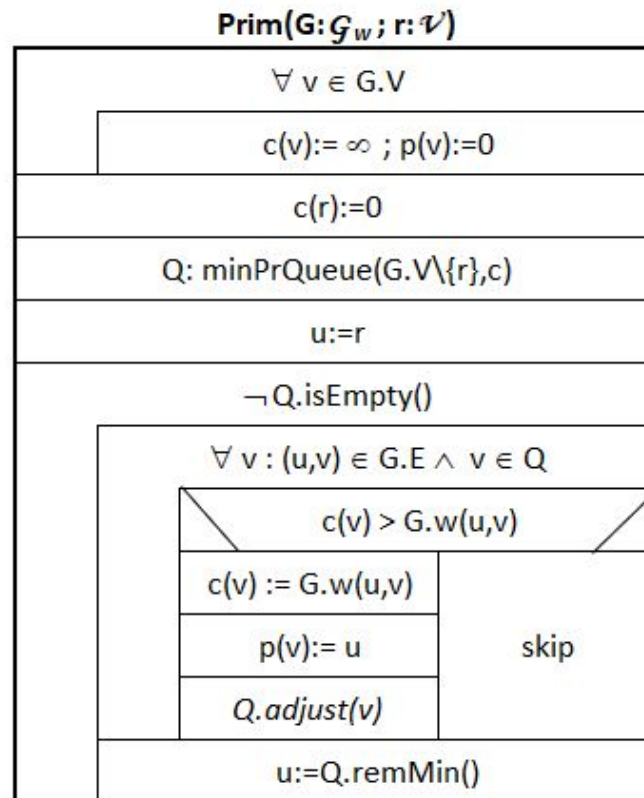 Prim(G:𝒢w ; r:𝒱)
∀ v ∈ G.V
c(v):= ∞ ; p(v):=0
c(r):=0
Q: minPrQueue(G.V\{r},c)
u:=r
¬ Q.isEmpty()
∀ v : (u,v) ∈ G.E ∧ v ∈ Q
c(v) > G.w(u,v)
c(v) := G.w(u,v)
p(v):= u
skip
Q.adjust(v)
u:=Q.remMin()